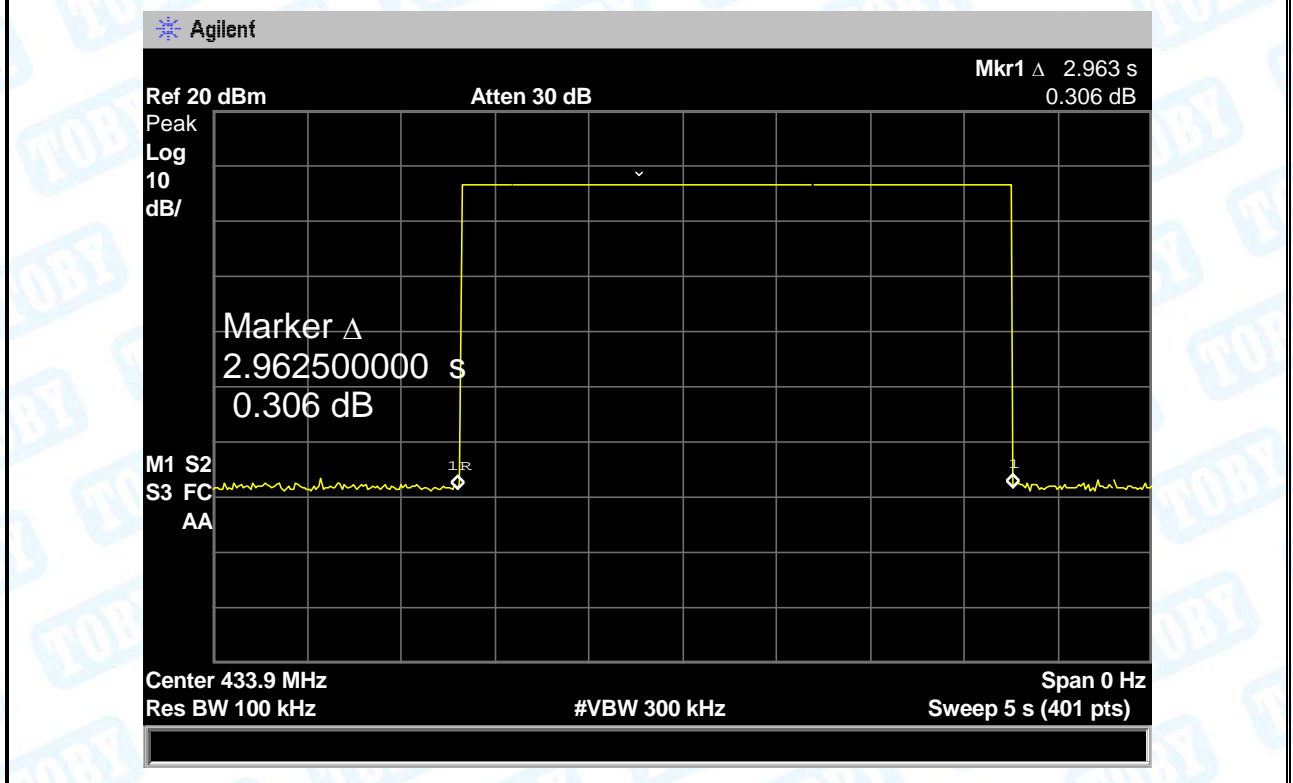 Agilent
Mkr1 Δ 2.963 s
Ref 20 dBm Atten 30 dB 0.306 dB
Peak
Log
10
dB/
Marker Δ
2.962500000 s
0.306 dB
1R 1
M1 S2
S3 FC
AA
Center 433.9 MHz Span 0 Hz
Res BW 100 kHz #VBW 300 kHz Sweep 5 s (401 pts)
TOBY